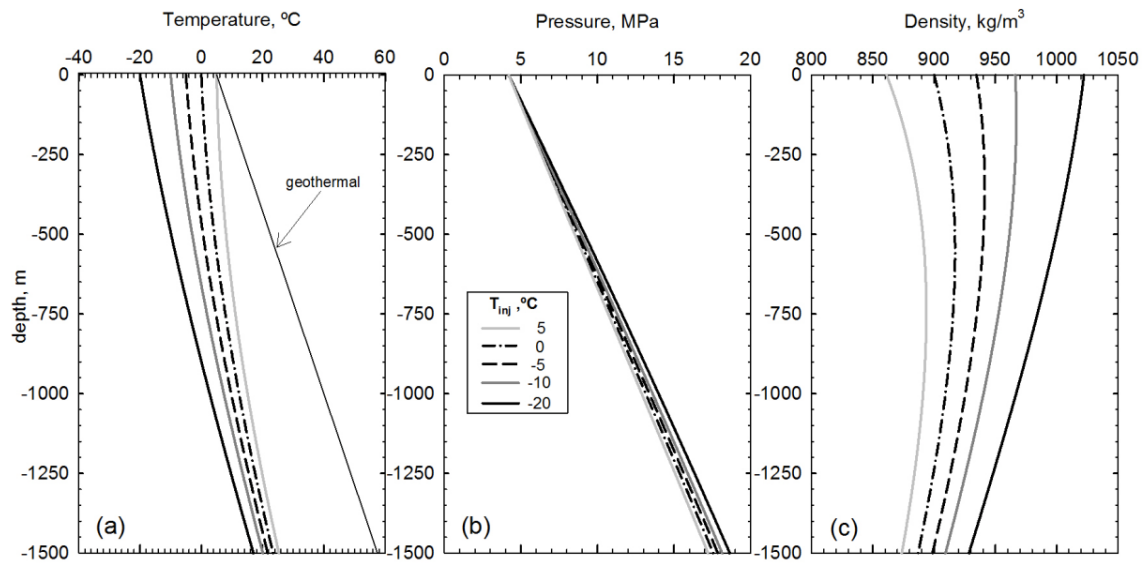 Temperature, ºC
-40 -20 0 20 40 60
0
-250
-500
-750
-1000
-1250
-1500
depth, m
geothermal
(a)
Pressure, MPa
0 5 10 15 20
0
-250
-500
-750
-1000
-1250
-1500
Tinj ,ºC
5
0
-5
-10
-20
(b)
Density, kg/m³
800 850 900 950 1000 1050
0
-250
-500
-750
-1000
-1250
-1500
(c)